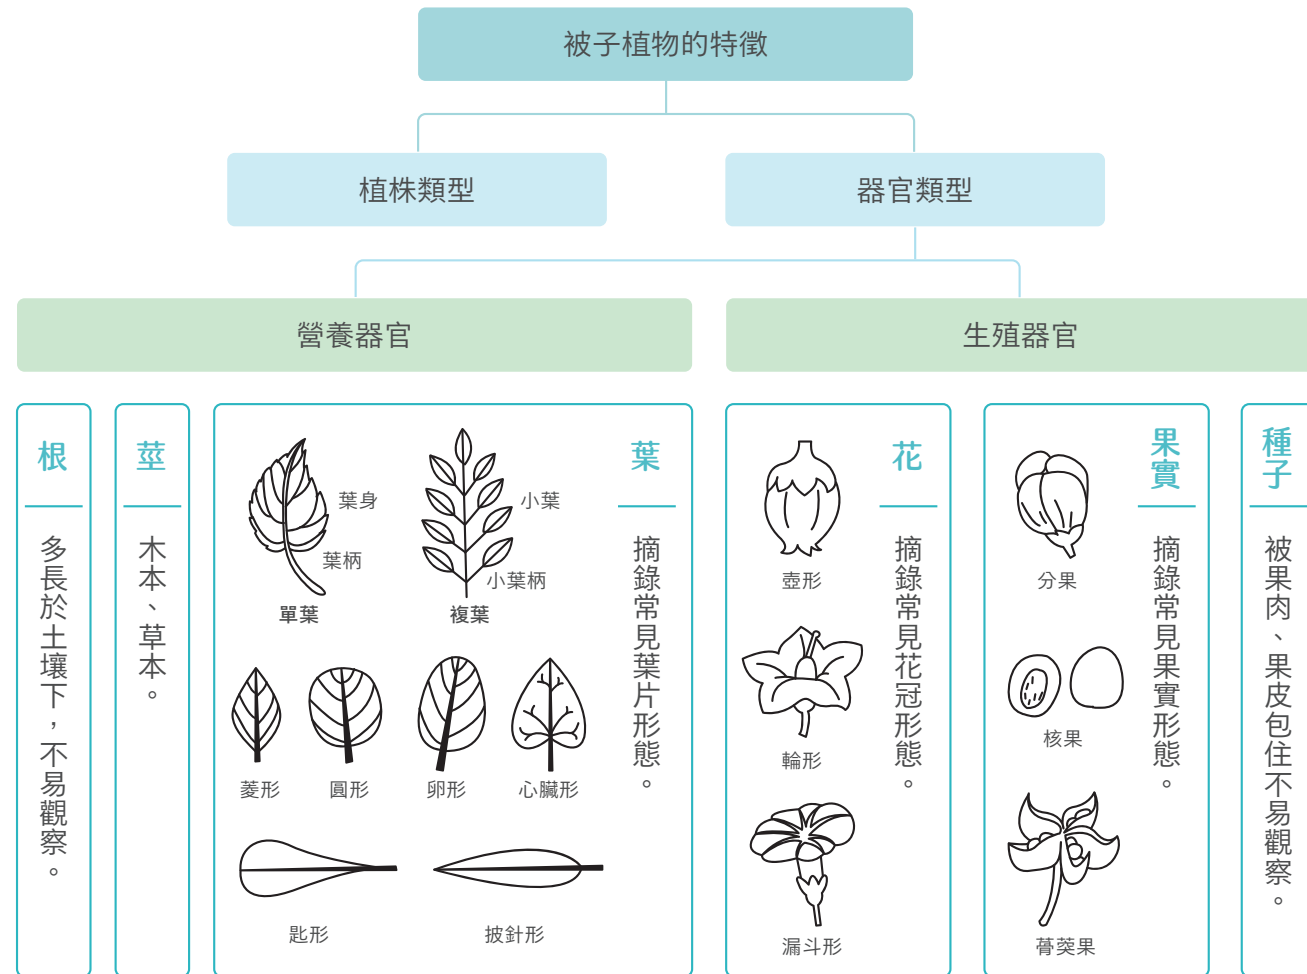 被子植物的特徵
植株類型
器官類型
營養器官
生殖器官
根
多長於土壤下，不易觀察。
莖
木本、草本。
葉
摘錄常見葉片形態。
葉身
葉柄
單葉
小葉
小葉柄
複葉
菱形
圓形
卵形
心臟形
匙形
披針形
花
摘錄常見花冠形態。
壺形
輪形
漏斗形
果實
摘錄常見果實形態。
分果
核果
蓇葖果
種子
被果肉、果皮包住不易觀察。